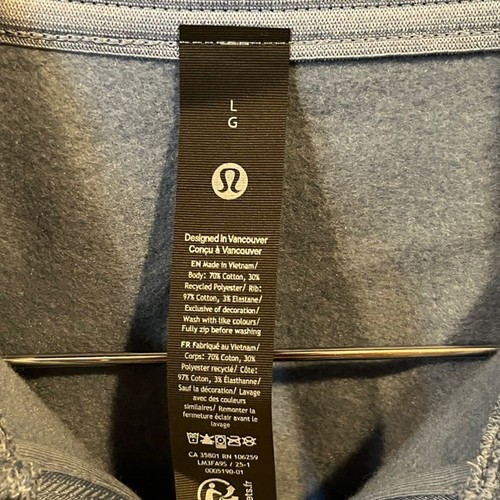 L
G
Designed in Vancouver
Conçu à Vancouver
EN Made in Vietnam/
Body: 70% Cotton, 30%
Recycled Polyester/ Rib:
97% Cotton, 3% Elastane/
Exclusive of decoration/
Wash with like colours/
Fully zip before washing
FR Fabriqué au Vietnam/
Corps: 70% Coton, 30%
Polyester recyclé/ Côte:
97% Coton, 3% Élasthanne/
Sauf la décoration/ Lavage
avec des couleurs
similaires/ Remonter la
fermeture éclair avant le
lavage
CA 35801 RN 106259
LM3FA9S / 25-1
0005190-01